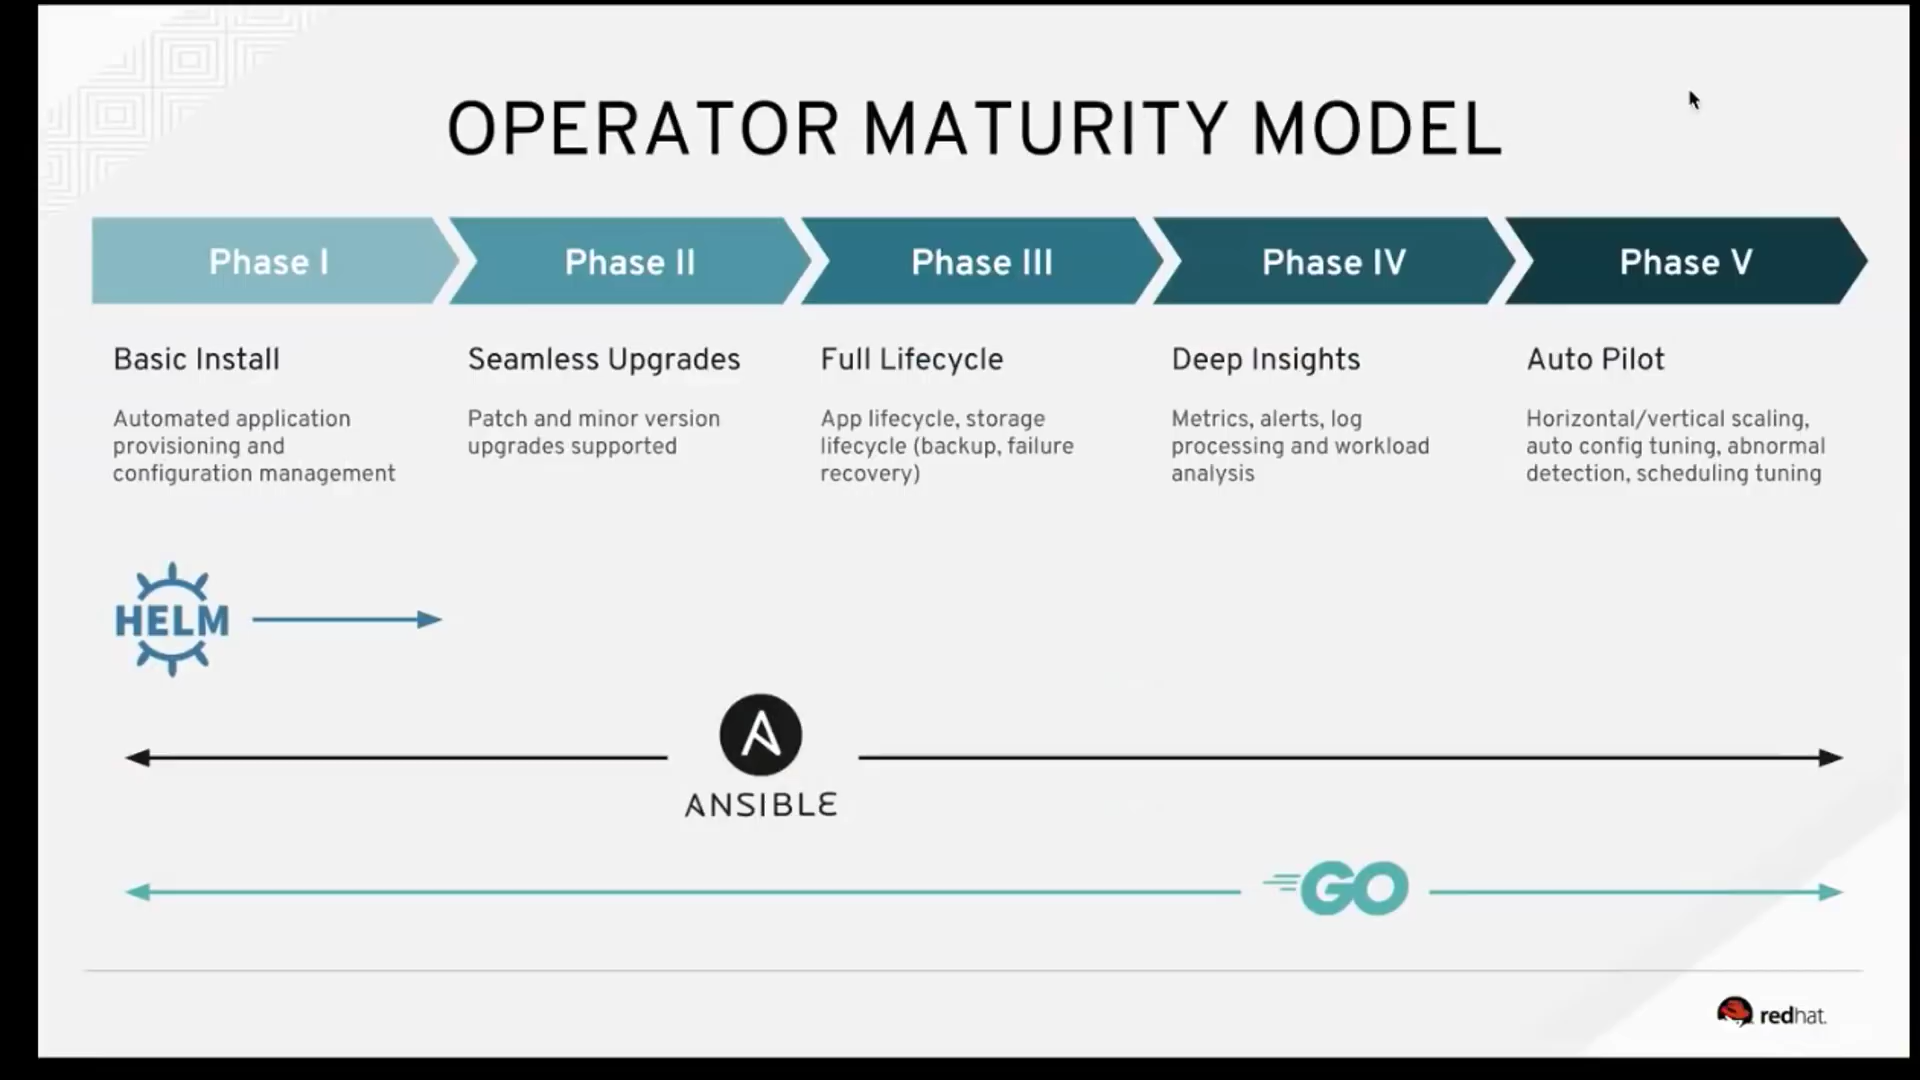 OPERATOR MATURITY MODEL
Phase I
Phase II
Phase III
Phase IV
Phase V
Basic Install
Automated application
provisioning and
configuration management
Seamless Upgrades
Patch and minor version
upgrades supported
Full Lifecycle
App lifecycle, storage
lifecycle (backup, failure
recovery)
Deep Insights
Metrics, alerts, log
processing and workload
analysis
Auto Pilot
Horizontal/vertical scaling,
auto config tuning, abnormal
detection, scheduling tuning
HELM
ANSIBLE
GO
redhat.